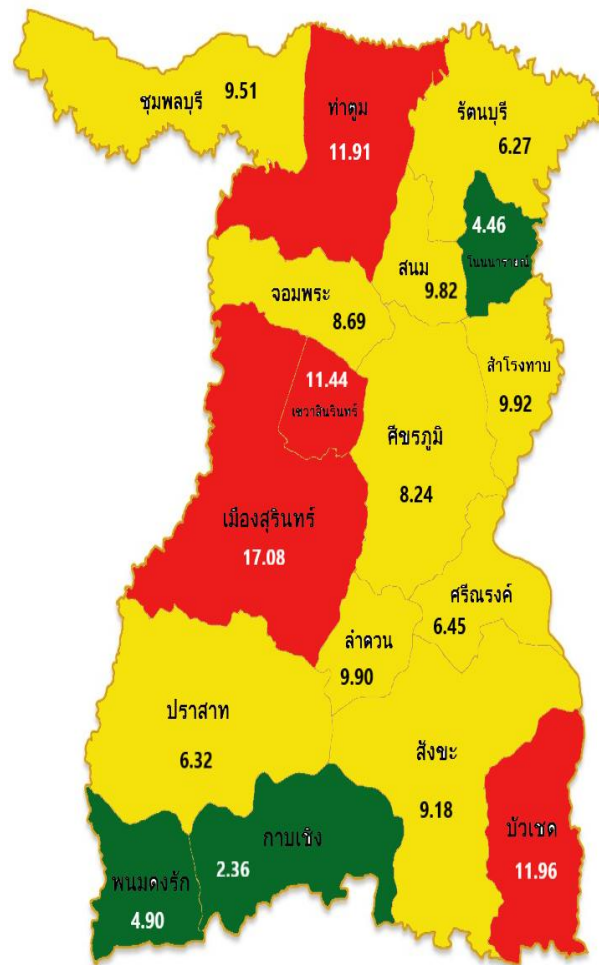 ชุมพลบุรี 9.51
ท่าตูม
11.91
รัตนบุรี
6.27
4.46
โนนนารายณ์
สนม
9.82
จอมพระ
8.69
สำโรงทาบ
9.92
11.44
เขวาสินรินทร์
ศีขรภูมิ
8.24
เมืองสุรินทร์
17.08
ศรีณรงค์
6.45
ลำดวน
9.90
ปราสาท
6.32
สังขะ
9.18
บัวเชด
11.96
กาบเชิง
2.36
พนมดงรัก
4.90